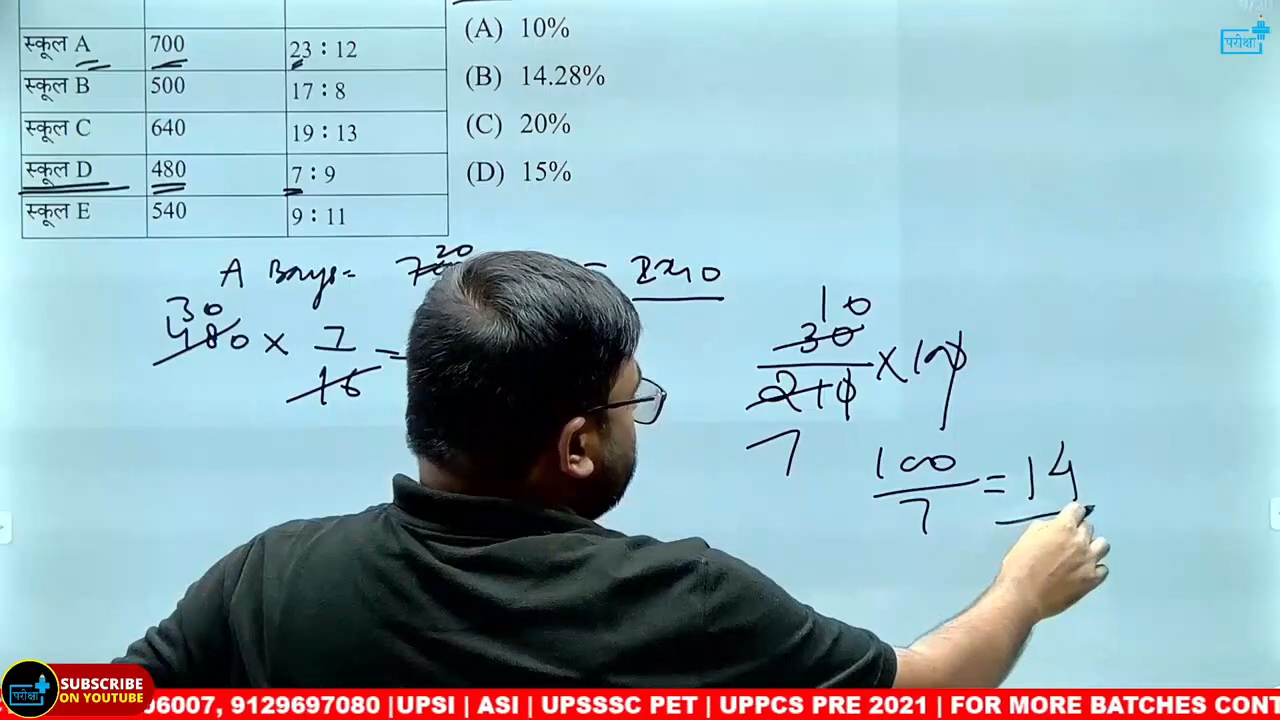 परीक्षा
स्कूल A 700 23 : 12
स्कूल B 500 17 : 8
स्कूल C 640 19 : 13
स्कूल D 480 7 : 9
स्कूल E 540 9 : 11
(A) 10%
(B) 14.28%
(C) 20%
(D) 15%
A Boys = 20
=
30
480 × 7/16 =
10
30/210 × 100
7
100/7 = 14
परीक्षा
SUBSCRIBE
ON YOUTUBE
06007, 9129697080 |UPSI | ASI | UPSSSC PET | UPPCS PRE 2021 | FOR MORE BATCHES CONT